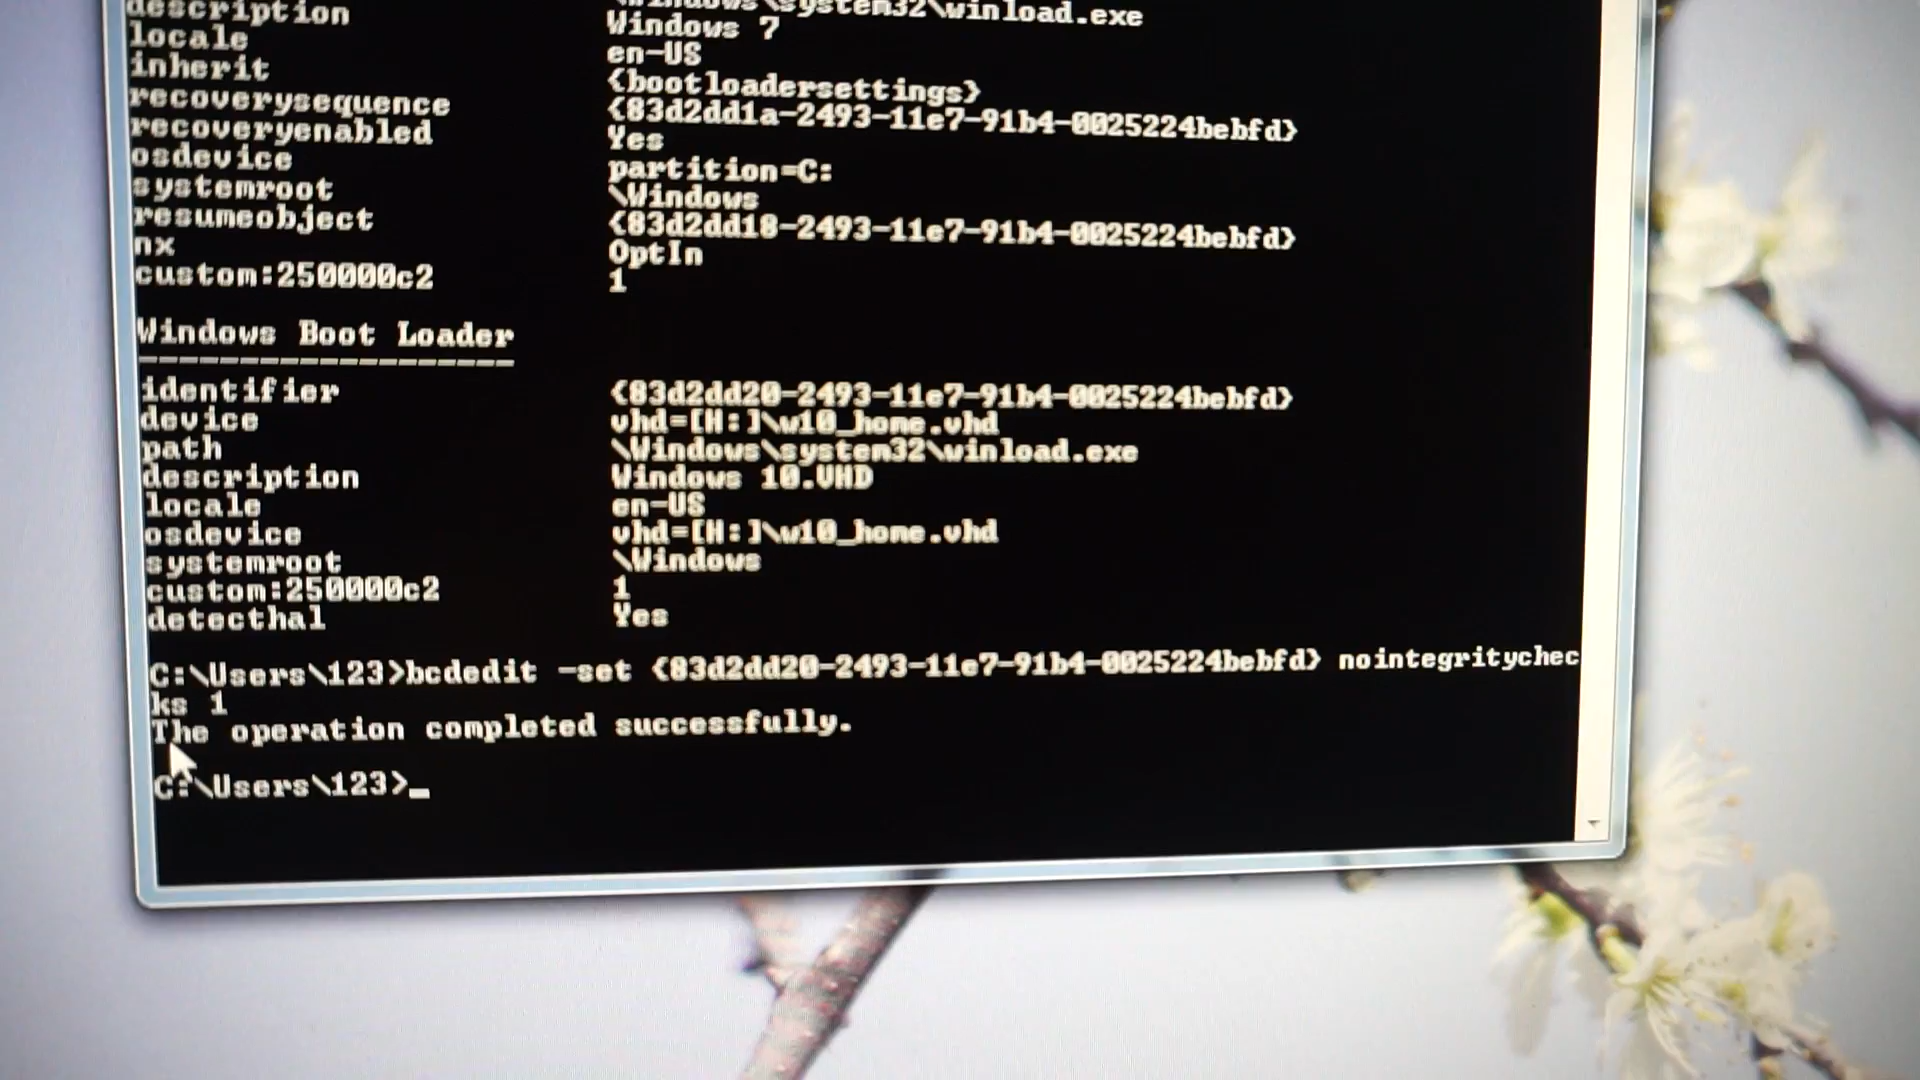 description \Windows\system32\winload.exe
locale Windows 7
inherit en-US
recoverysequence {bootloadersettings}
recoveryenabled {83d2dd1a-2493-11e7-91b4-0025224bebfd}
osdevice Yes
systemroot partition=C:
resumeobject \Windows
nx {83d2dd18-2493-11e7-91b4-0025224bebfd}
custom:250000c2 OptIn
1
Windows Boot Loader
-------------------
identifier {83d2dd20-2493-11e7-91b4-0025224bebfd}
device vhd=[H:]\w10_home.vhd
path \Windows\system32\winload.exe
description Windows 10.VHD
locale en-US
osdevice vhd=[H:]\w10_home.vhd
systemroot \Windows
custom:250000c2 1
detecthal Yes
C:\Users\123>bcdedit -set {83d2dd20-2493-11e7-91b4-0025224bebfd} nointegritychec
ks 1
The operation completed successfully.
C:\Users\123>_